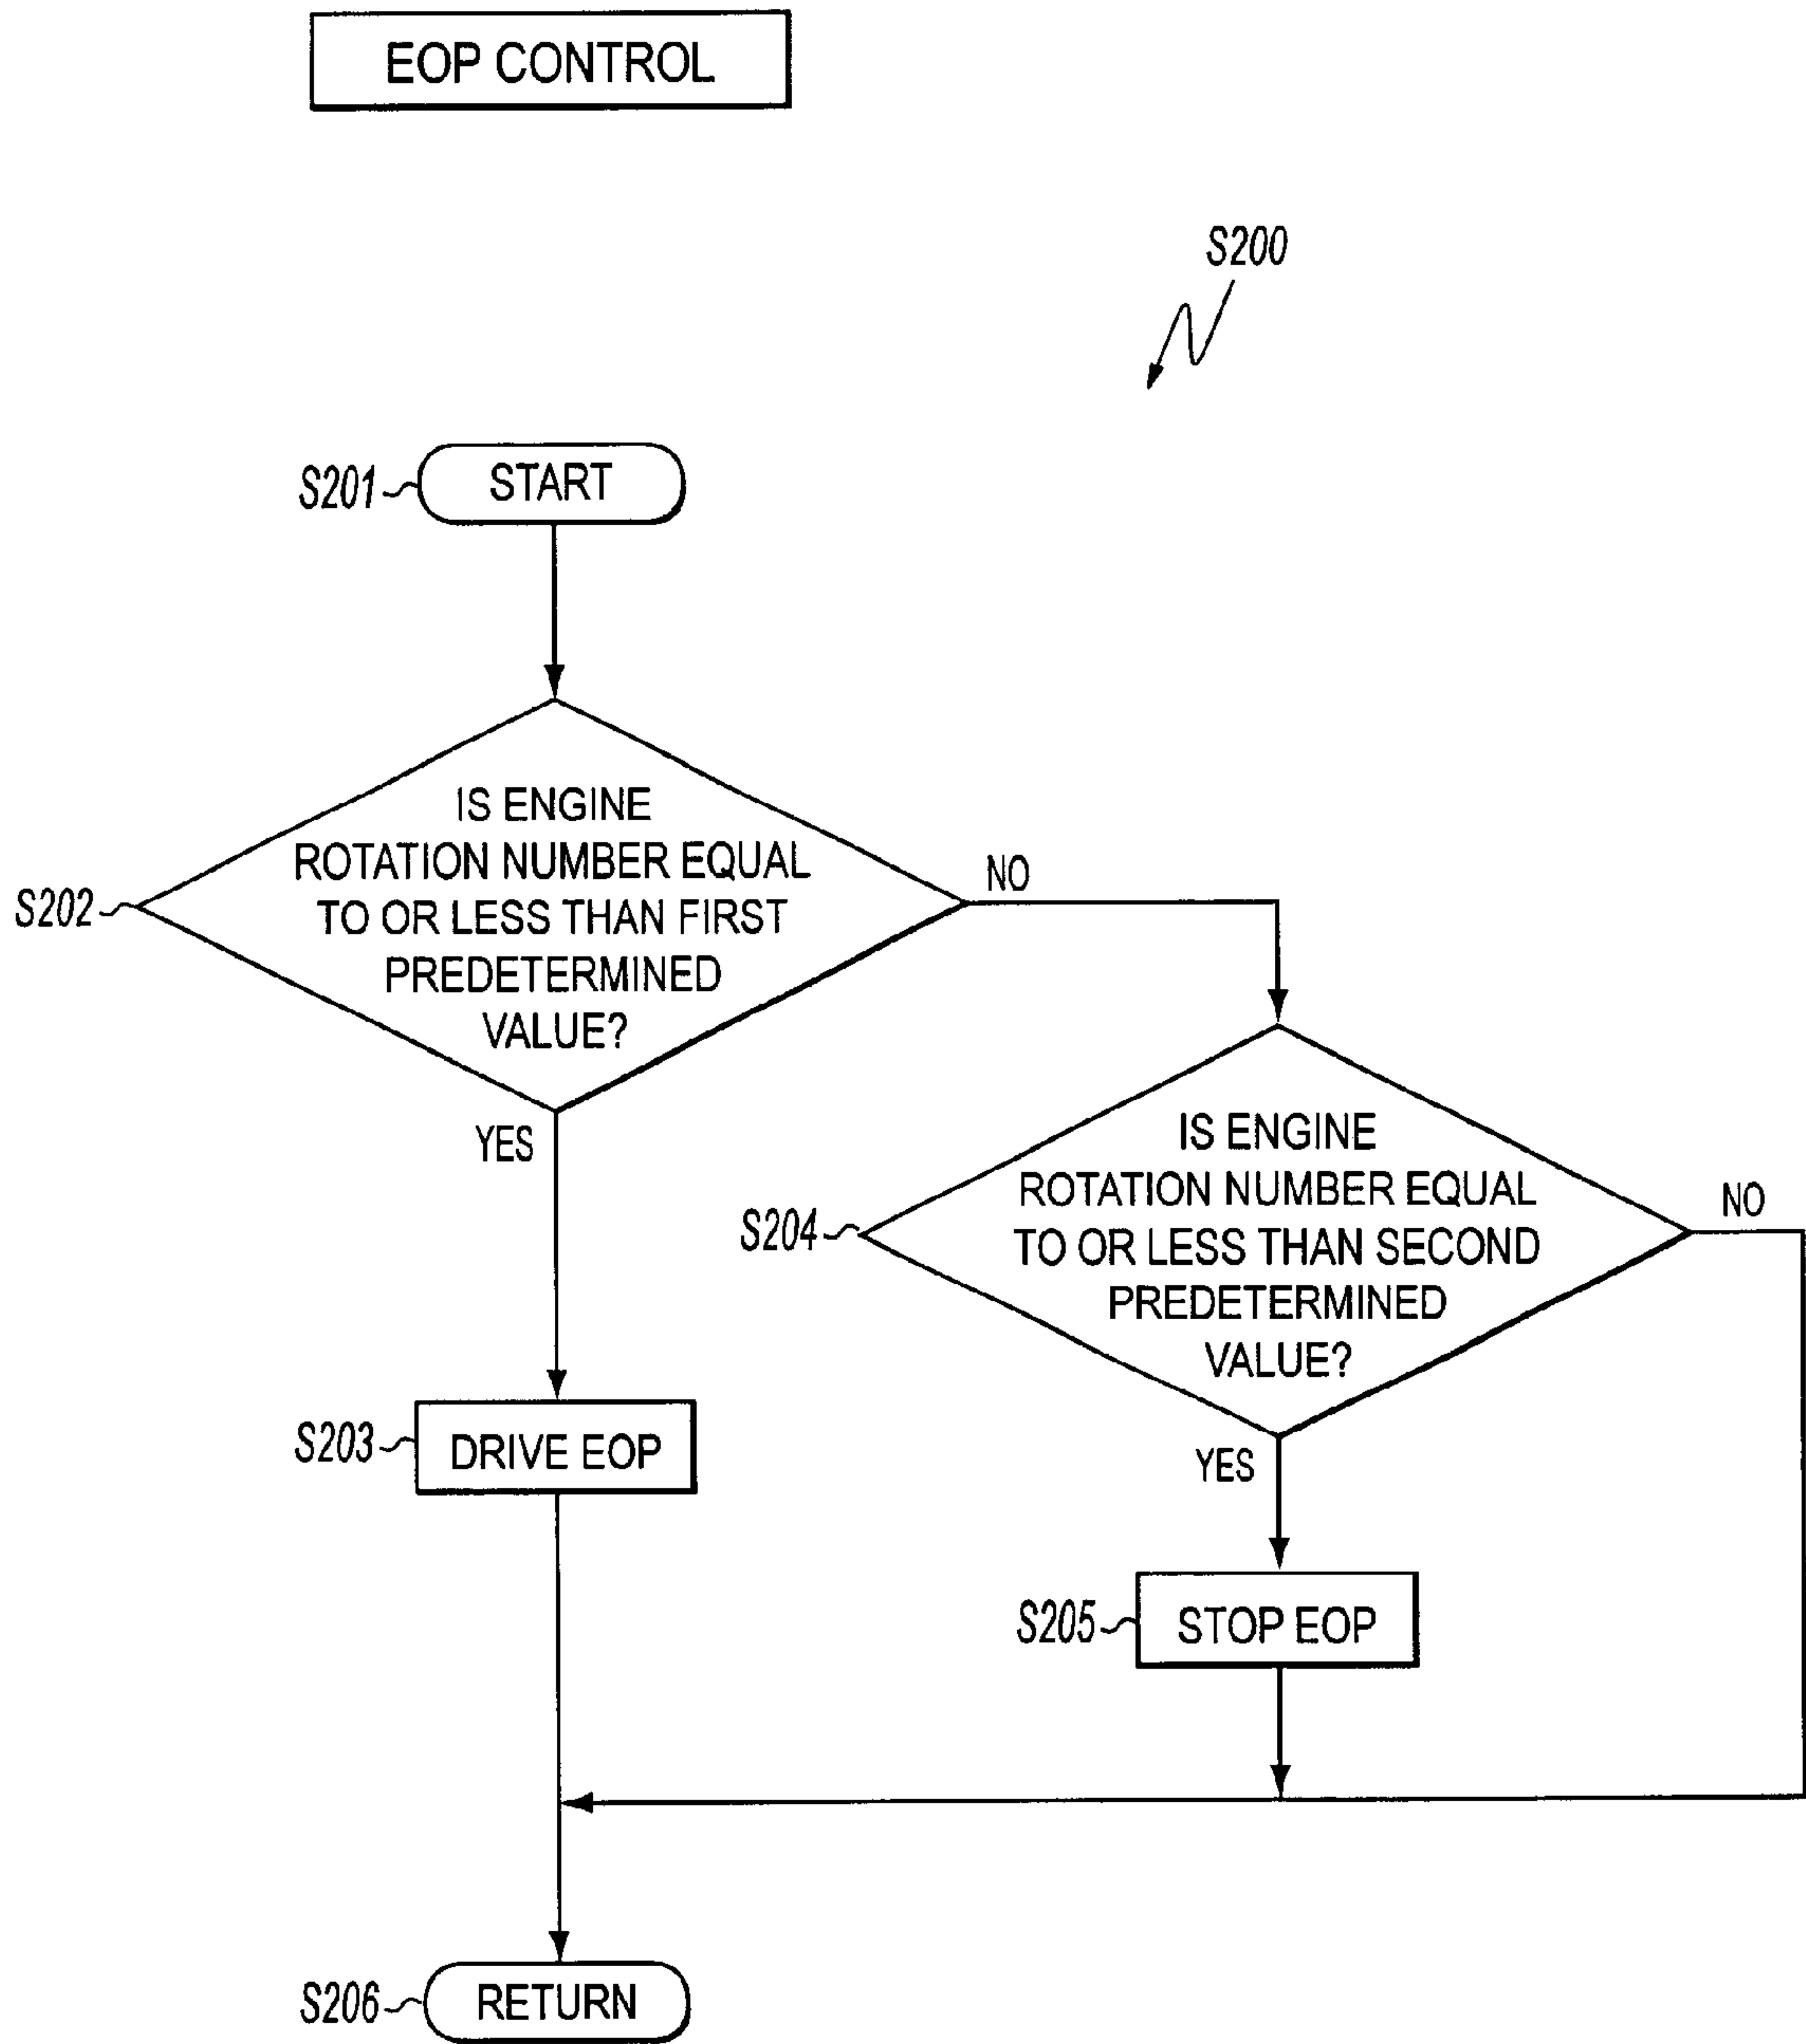 EOP CONTROL
S200
S201
START
S202
IS ENGINE
ROTATION NUMBER EQUAL
TO OR LESS THAN FIRST
PREDETERMINED
VALUE?
NO
YES
S204
IS ENGINE
ROTATION NUMBER EQUAL
TO OR LESS THAN SECOND
PREDETERMINED
VALUE?
NO
YES
S203
DRIVE EOP
S205
STOP EOP
S206
RETURN